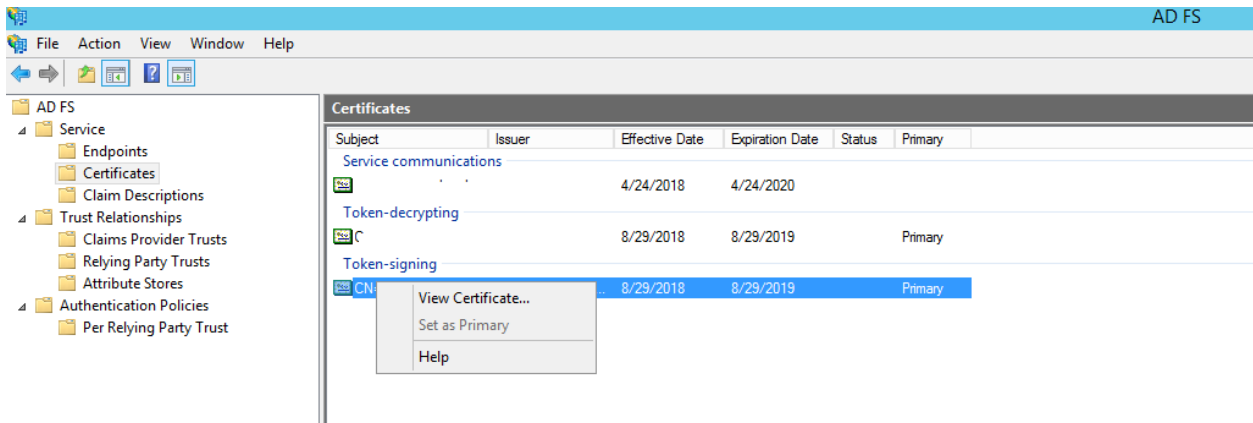 AD FS
File Action View Window Help
AD FS
Service
Endpoints
Certificates
Claim Descriptions
Trust Relationships
Claims Provider Trusts
Relying Party Trusts
Attribute Stores
Authentication Policies
Per Relying Party Trust
Certificates
Subject Issuer Effective Date Expiration Date Status Primary
Service communications
4/24/2018 4/24/2020
Token-decrypting
8/29/2018 8/29/2019 Primary
Token-signing
CN= ... 8/29/2018 8/29/2019 Primary
View Certificate...
Set as Primary
Help